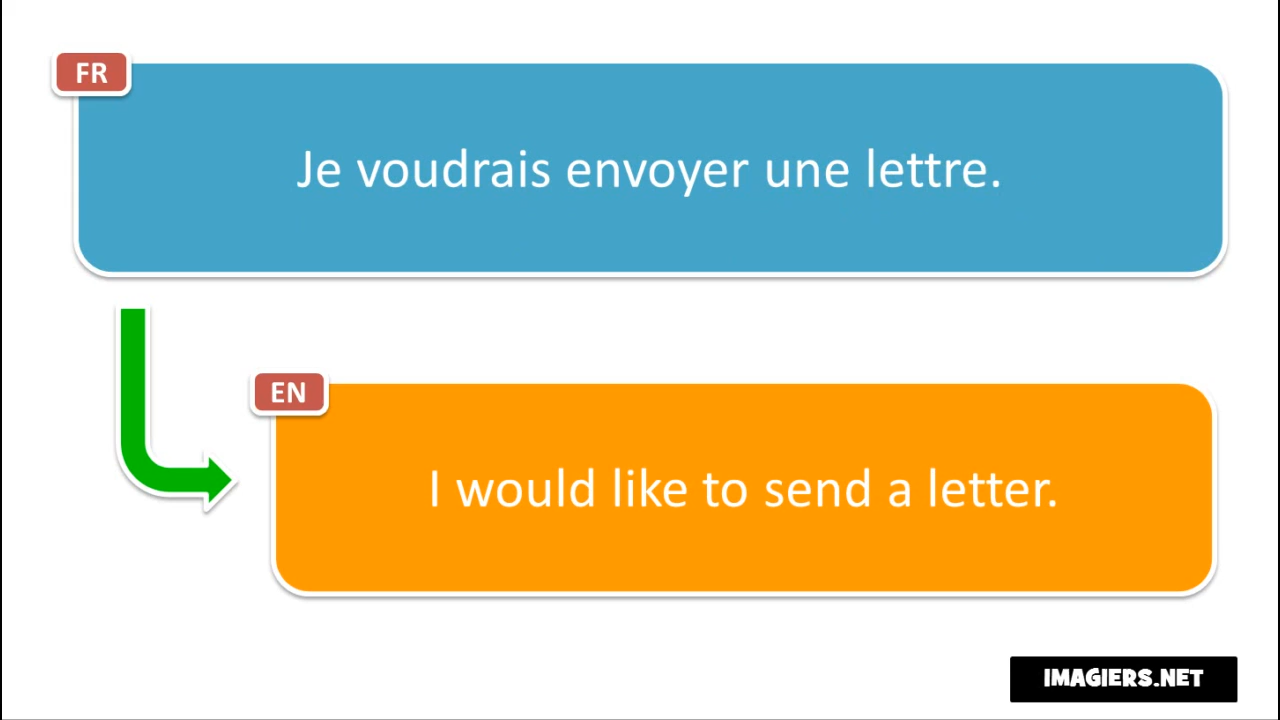 FR
Je voudrais envoyer une lettre.
EN
I would like to send a letter.
IMAGIERS.NET